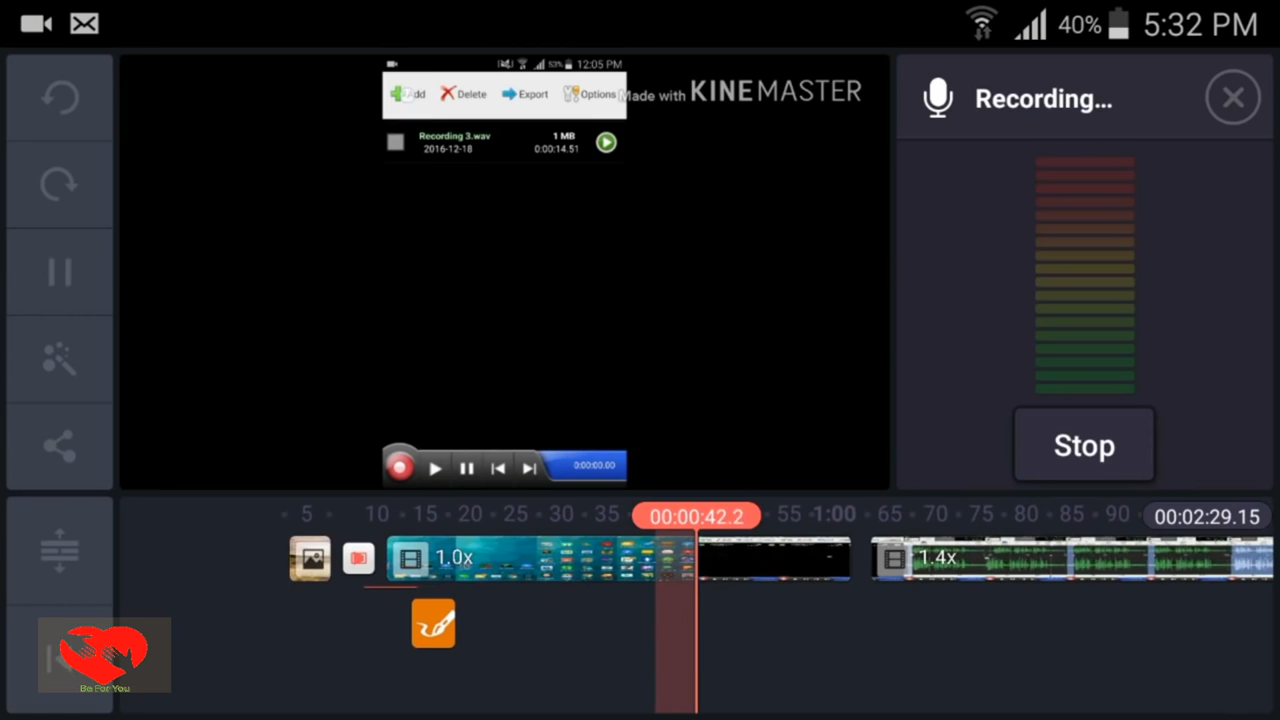 40% 5:32 PM
53% 12:05 PM
Add Delete Export Options
Made with KINEMASTER
Recording...
Recording 3.wav 1 MB
2016-12-18 0:00:14.51
Stop
0:00:00.00
5 10 15 20 25 30 35 00:00:42.2 55 1:00 65 70 75 80 85 90 00:02:29.15
1.0x 1.4x
Be For You